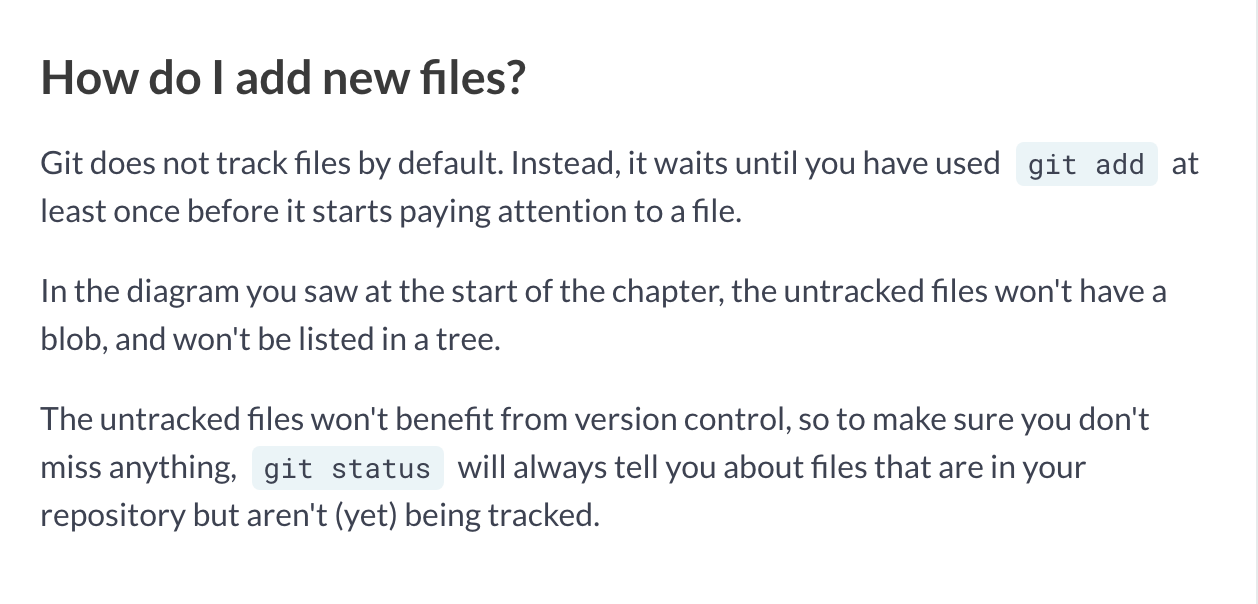 How do I add new files?
Git does not track files by default. Instead, it waits until you have used git add at
least once before it starts paying attention to a file.
In the diagram you saw at the start of the chapter, the untracked files won't have a
blob, and won't be listed in a tree.
The untracked files won't benefit from version control, so to make sure you don't
miss anything, git status will always tell you about files that are in your
repository but aren't (yet) being tracked.